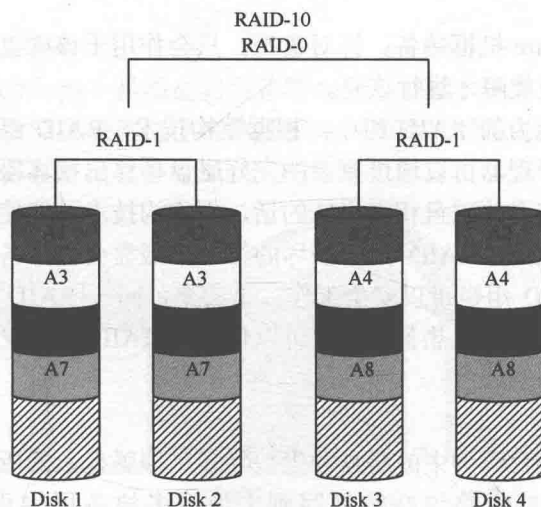 RAID-10
RAID-0
RAID-1 RAID-1
A3 A3 A4 A4
A7 A7 A8 A8
Disk 1 Disk 2 Disk 3 Disk 4